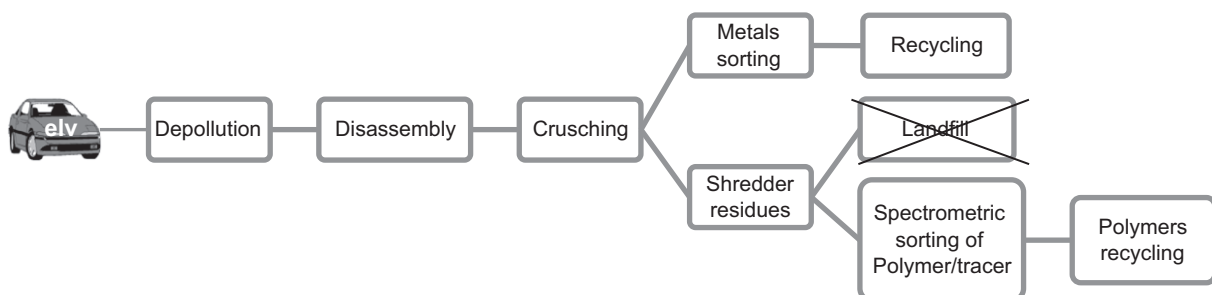 elv
Depollution
Disassembly
Crusching
Metals
sorting
Recycling
Landfill
Shredder
residues
Spectrometric
sorting of
Polymer/tracer
Polymers
recycling